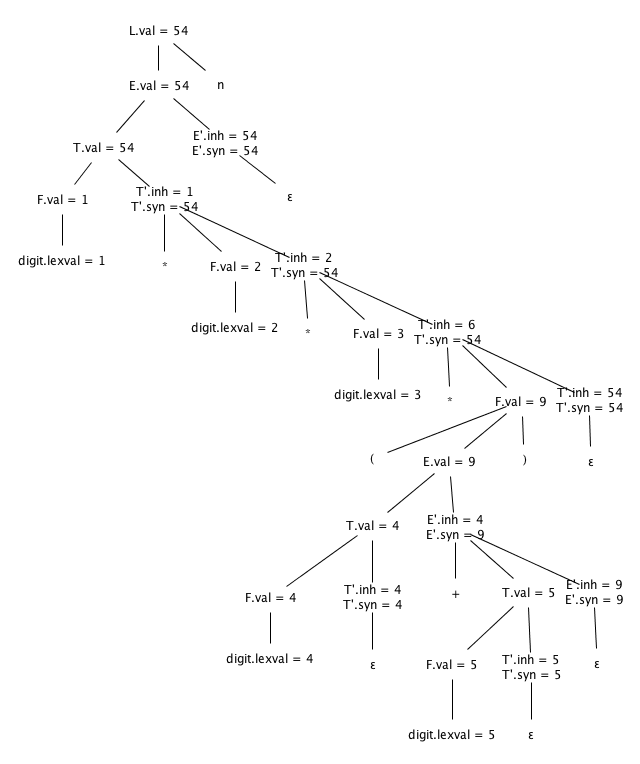 L.val = 54
E.val = 54
n
E'.inh = 54
E'.syn = 54
T.val = 54
T'.inh = 1
T'.syn = 54
F.val = 1
ε
digit.lexval = 1
*
F.val = 2
T'.inh = 2
T'.syn = 54
digit.lexval = 2
*
F.val = 3
T'.inh = 6
T'.syn = 54
digit.lexval = 3
*
F.val = 9
T'.inh = 54
T'.syn = 54
(
E.val = 9
)
ε
T.val = 4
E'.inh = 4
E'.syn = 9
F.val = 4
T'.inh = 4
T'.syn = 4
+
T.val = 5
E'.inh = 9
E'.syn = 9
digit.lexval = 4
ε
F.val = 5
T'.inh = 5
T'.syn = 5
ε
digit.lexval = 5
ε